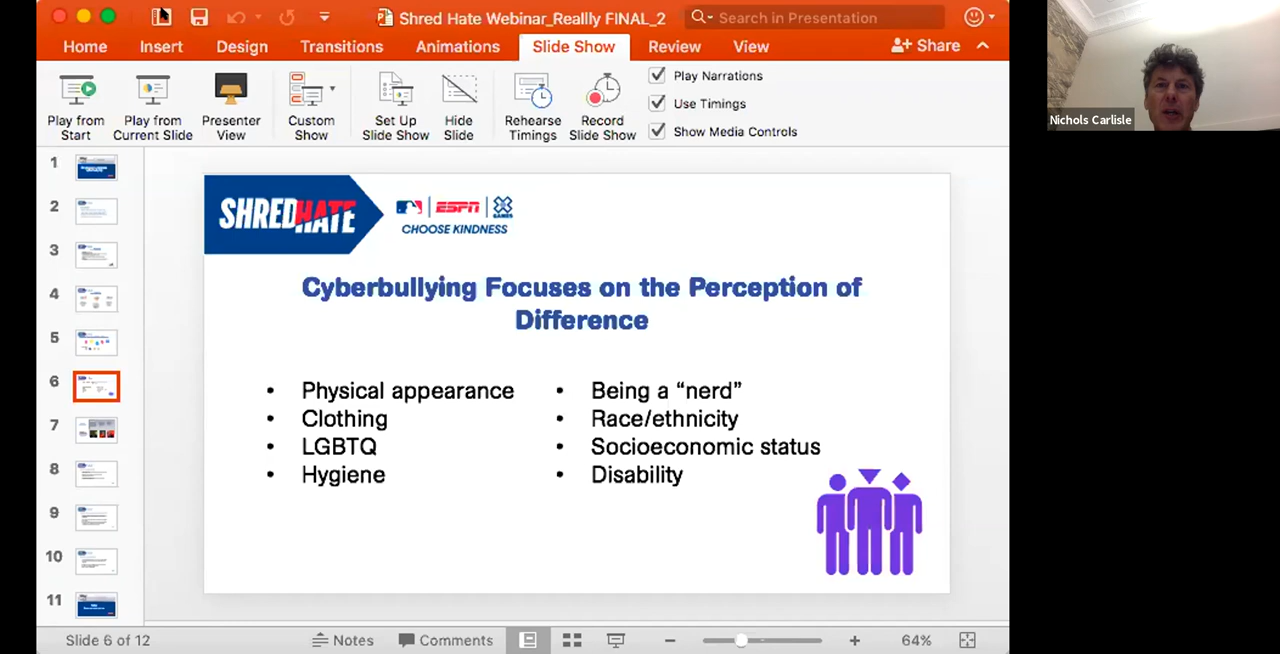 Shred Hate Webinar_Reallly FINAL_2
Search in Presentation
Home Insert Design Transitions Animations Slide Show Review View Share
Play from Start
Play from Current Slide
Presenter View
Custom Show
Set Up Slide Show
Hide Slide
Rehearse Timings
Record Slide Show
Play Narrations
Use Timings
Show Media Controls
Nichols Carlisle
1
2
3
4
5
6
7
8
9
10
11
SHRED HATE
ESPN
GAMES
CHOOSE KINDNESS
Cyberbullying Focuses on the Perception of
Difference
• Physical appearance
• Clothing
• LGBTQ
• Hygiene
• Being a “nerd”
• Race/ethnicity
• Socioeconomic status
• Disability
Slide 6 of 12
Notes
Comments
64%